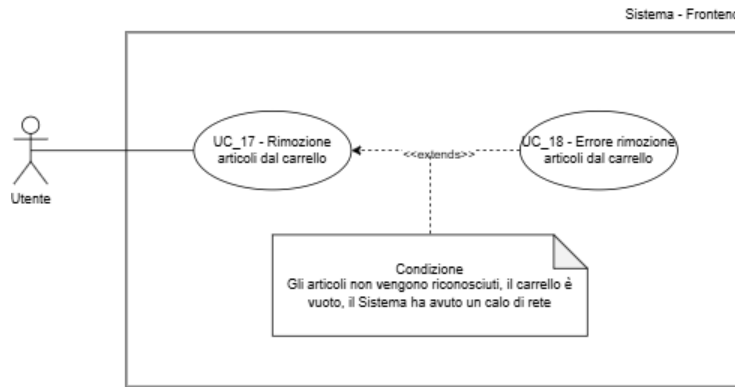 Sistema - Frontend
UC_17 - Rimozione
articoli dal carrello
<<extends>>
UC_18 - Errore rimozione
articoli dal carrello
Utente
Condizione
Gli articoli non vengono riconosciuti, il carrello è
vuoto, il Sistema ha avuto un calo di rete